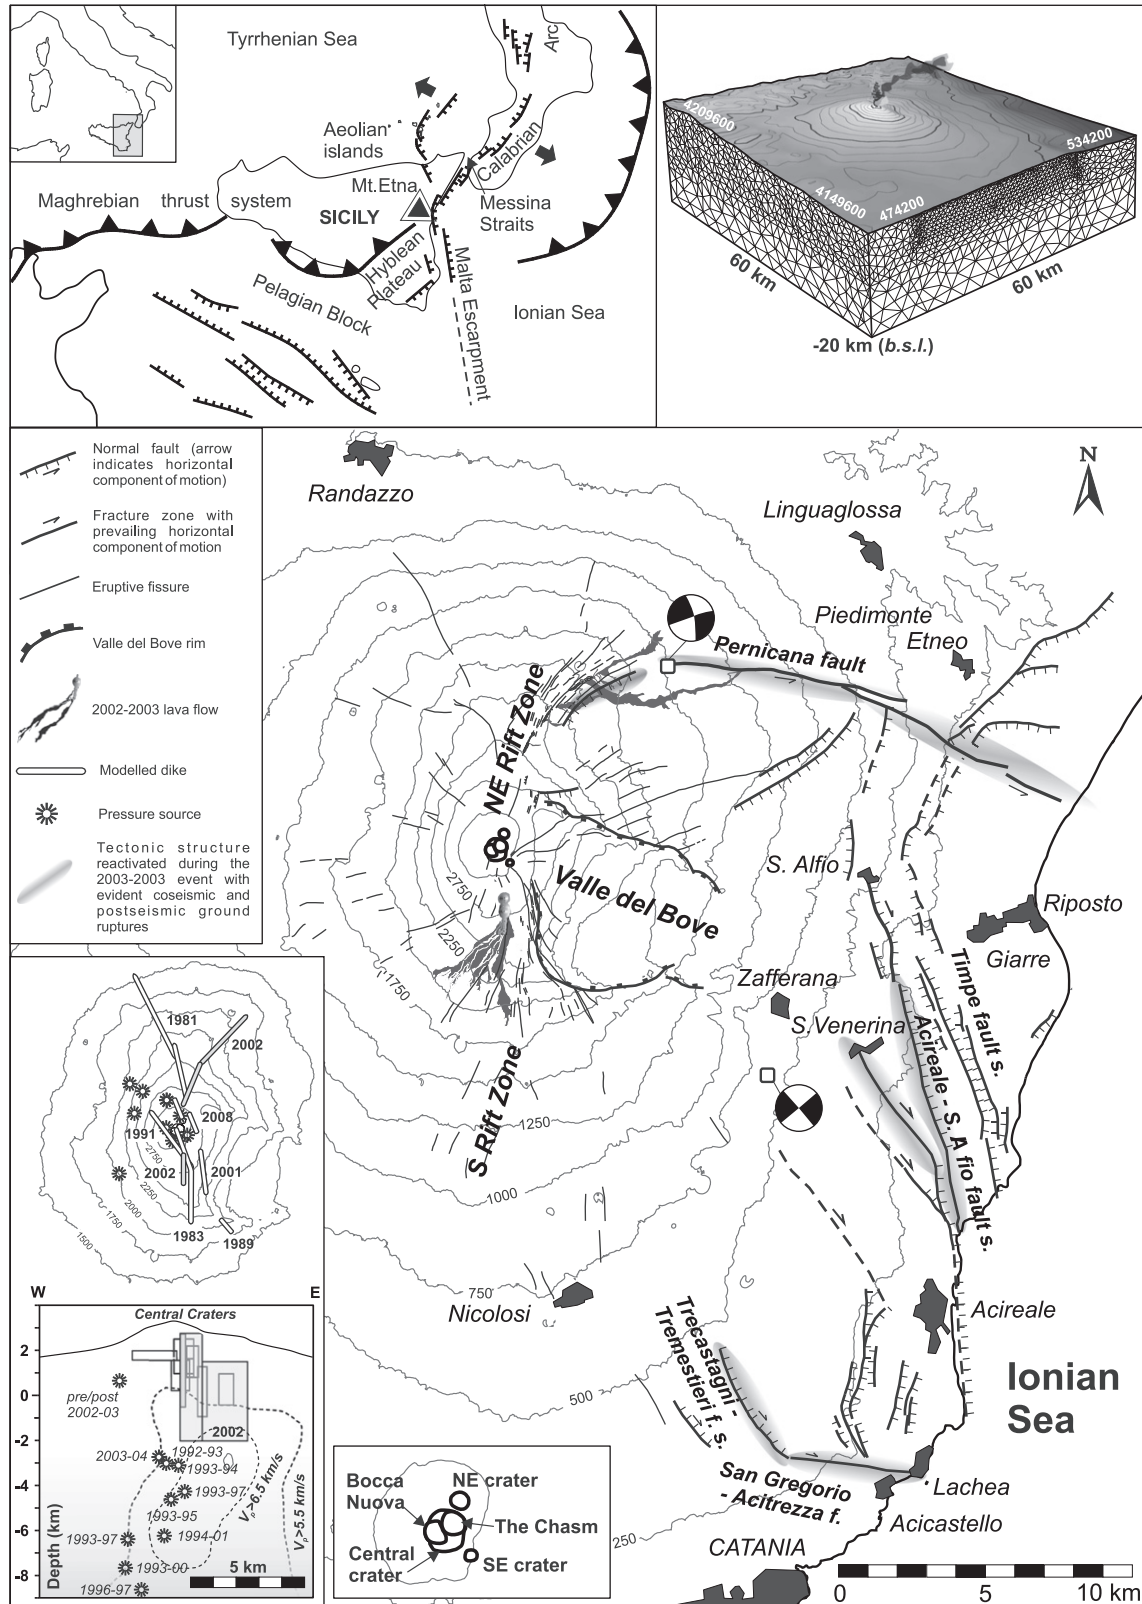 Tyrrhenian Sea
Arc
Aeolian
islands
Calabrian
Mt.Etna
Maghrebian thrust system
SICILY
Messina
Straits
Hyblean
Plateau
Malta Escarpment
Pelagian Block
Ionian Sea
4209600
534200
4149600
474200
60 km
60 km
-20 km (b.s.l.)
Normal fault (arrow
indicates horizontal
component of motion)
Fracture zone with
prevailing horizontal
component of motion
Eruptive fissure
Valle del Bove rim
2002-2003 lava flow
Modelled dike
Pressure source
Tectonic structure
reactivated during the
2003-2003 event with
evident coseismic and
postseismic ground
ruptures
N
Randazzo
Linguaglossa
Piedimonte
Etneo
Pernicana fault
NE Rift Zone
Valle del Bove
S. Alfio
Riposto
Giarre
Zafferana
S.Venerina
Timpe fault s.
Acireale - S. A fio fault s.
S Rift Zone
2750
2250
1750
1250
1000
750
500
250
Nicolosi
Acireale
Trecastagni -
Tremestieri f. s.
Ionian
Sea
San Gregorio
- Acitrezza f.
Lachea
Acicastello
CATANIA
0 5 10 km
1981
2002
2008
1991
2002
2001
1983
1989
2750
2250
2000
1750
1500
W E
Central Craters
2
0
-2
-4
-6
-8
Depth (km)
pre/post
2002-03
2002
2003-04
1992-93
1993-94
1993-97
1993-95
1993-97
1994-01
1993-00
1996-97
Vp>6.5 km/s
Vp>5.5 km/s
5 km
Bocca
Nuova
NE crater
The Chasm
Central
crater
SE crater